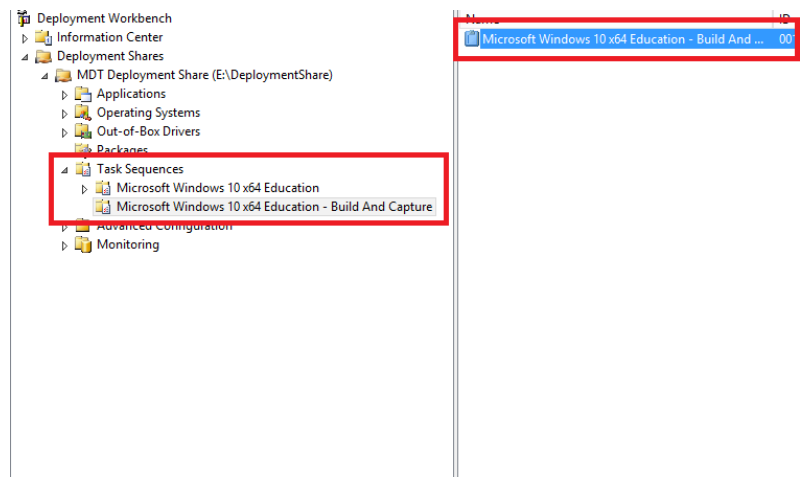 Deployment Workbench
Information Center
Deployment Shares
MDT Deployment Share (E:\DeploymentShare)
Applications
Operating Systems
Out-of-Box Drivers
Packages
Task Sequences
Microsoft Windows 10 x64 Education
Microsoft Windows 10 x64 Education - Build And Capture
Advanced Configuration
Monitoring
Name ID
Microsoft Windows 10 x64 Education - Build And ... 001